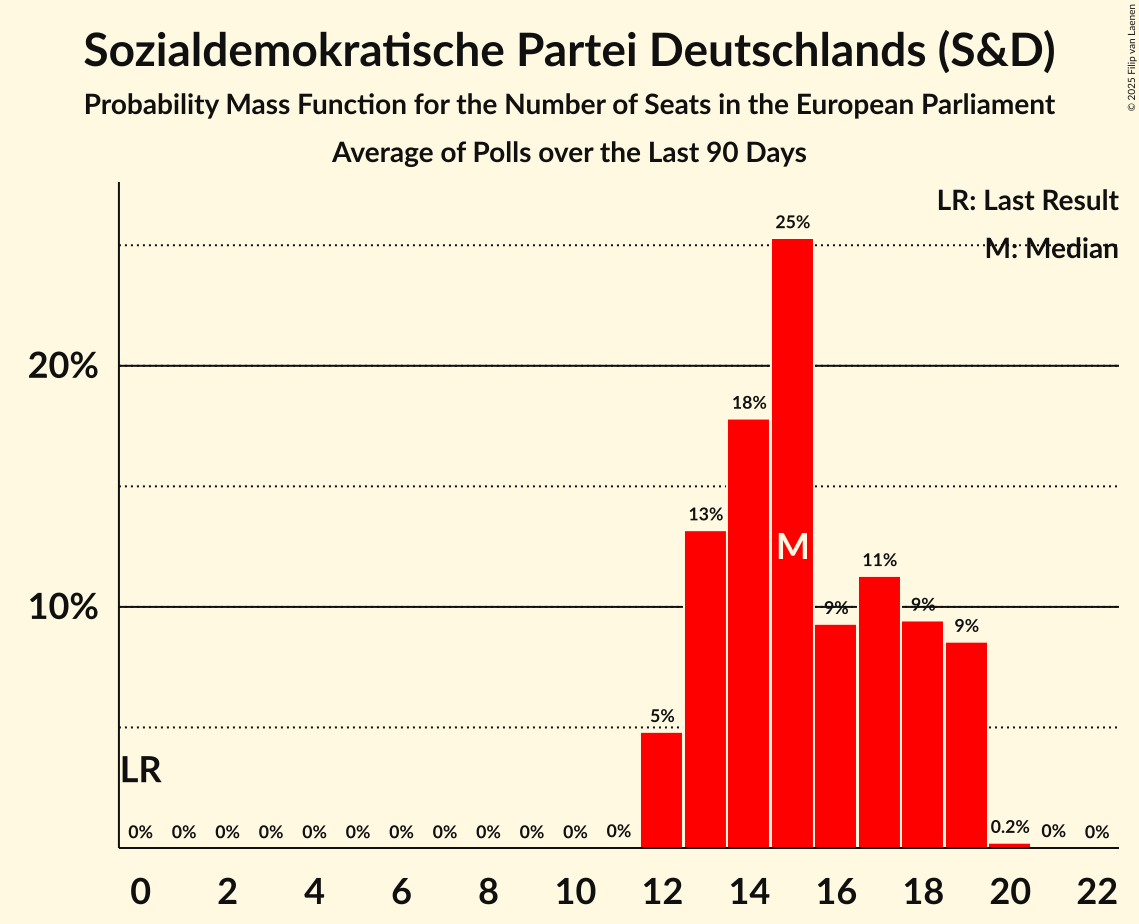 Sozialdemokratische Partei Deutschlands (S&D)
Probability Mass Function for the Number of Seats in the European Parliament
Average of Polls over the Last 90 Days
© 2025 Filip van Laenen
LR: Last Result
M: Median
25%
20%
18%
13%
M
11%
10%
9%
9%
9%
5%
LR
0% 0% 0% 0% 0% 0% 0% 0% 0% 0% 0% 0% 0.2% 0% 0%
0 2 4 6 8 10 12 14 16 18 20 22